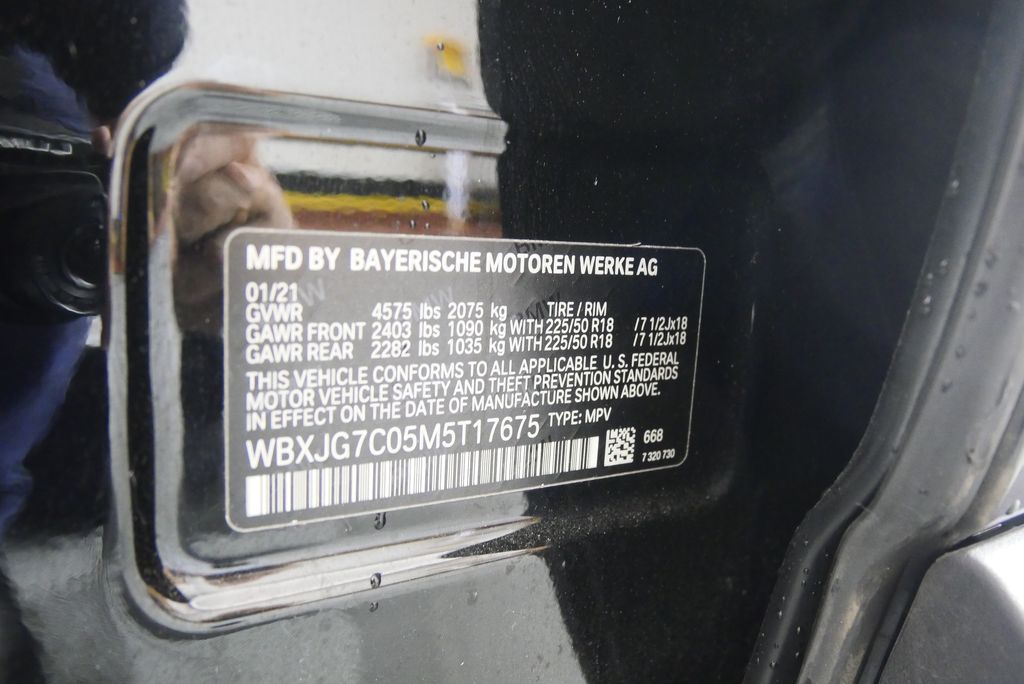 MFD BY BAYERISCHE MOTOREN WERKE AG
01/21
GVWR 4575 lbs 2075 kg TIRE / RIM
GAWR FRONT 2403 lbs 1090 kg WITH 225/50 R18 /7 1/2Jx18
GAWR REAR 2282 lbs 1035 kg WITH 225/50 R18 /7 1/2Jx18
THIS VEHICLE CONFORMS TO ALL APPLICABLE U. S. FEDERAL
MOTOR VEHICLE SAFETY AND THEFT PREVENTION STANDARDS
IN EFFECT ON THE DATE OF MANUFACTURE SHOWN ABOVE.
WBXJG7C05M5T17675 TYPE: MPV
668
7 320 730